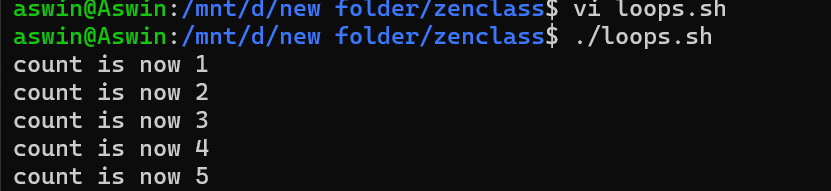 aswin@Aswin:/mnt/d/new folder/zenclass$ vi loops.sh
aswin@Aswin:/mnt/d/new folder/zenclass$ ./loops.sh
count is now 1
count is now 2
count is now 3
count is now 4
count is now 5